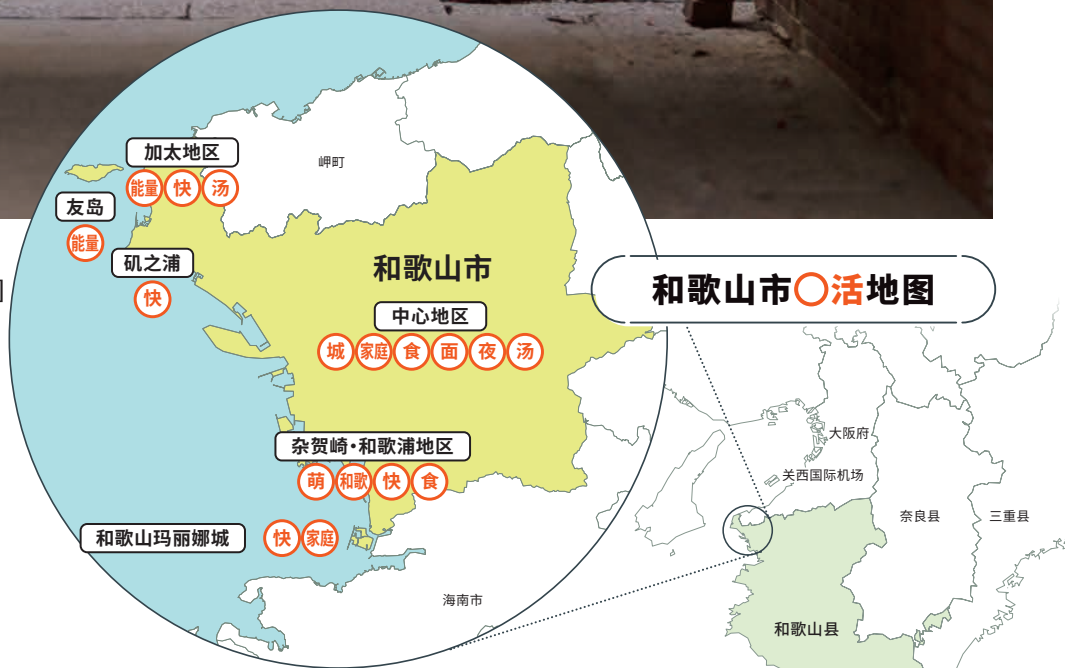 加太地区
能量 快 汤
岬町
友岛
能量
矶之浦
快
和歌山市
中心地区
城 家庭 食 面 夜 汤
杂贺崎・和歌浦地区
萌 和歌 快 食
和歌山玛丽娜城
快 家庭
海南市
和歌山市〇活地图
大阪府
关西国际机场
奈良县
三重县
和歌山县